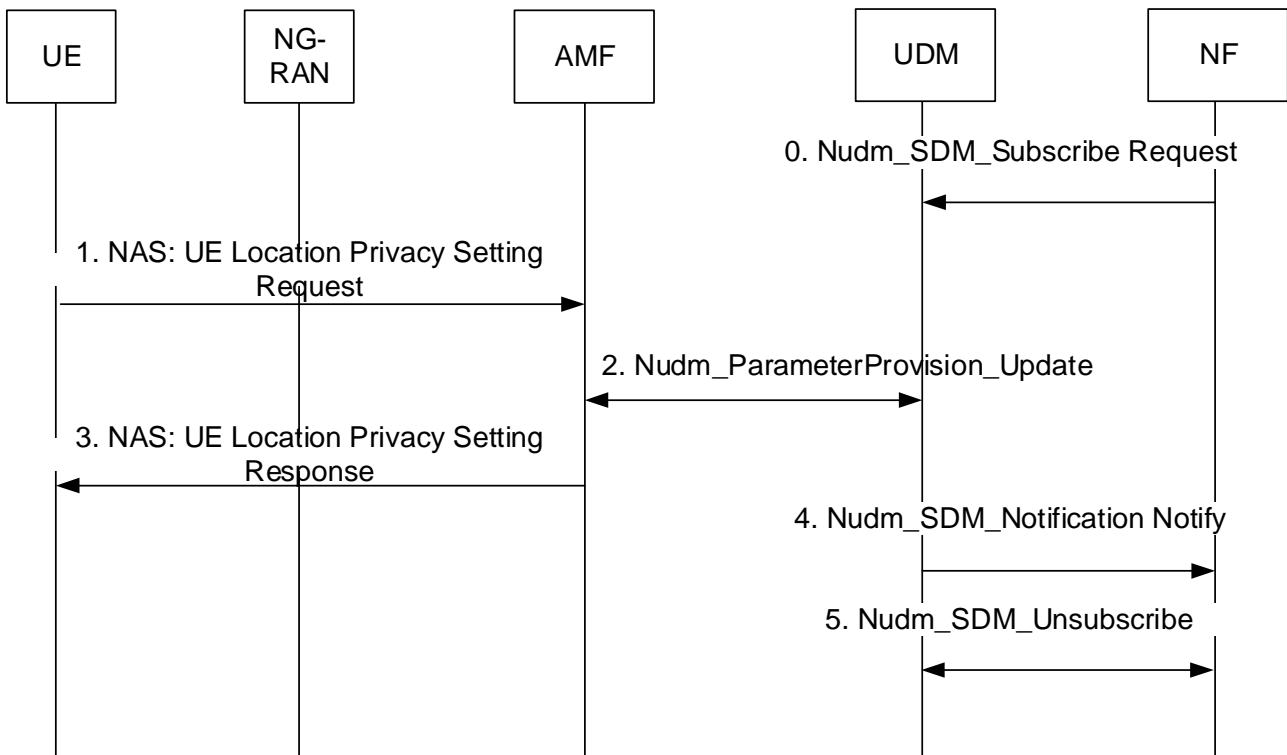 UE
NG-
RAN
AMF
UDM
NF
0. Nudm_SDM_Subscribe Request
1. NAS: UE Location Privacy Setting
Request
2. Nudm_ParameterProvision_Update
3. NAS: UE Location Privacy Setting
Response
4. Nudm_SDM_Notification Notify
5. Nudm_SDM_Unsubscribe